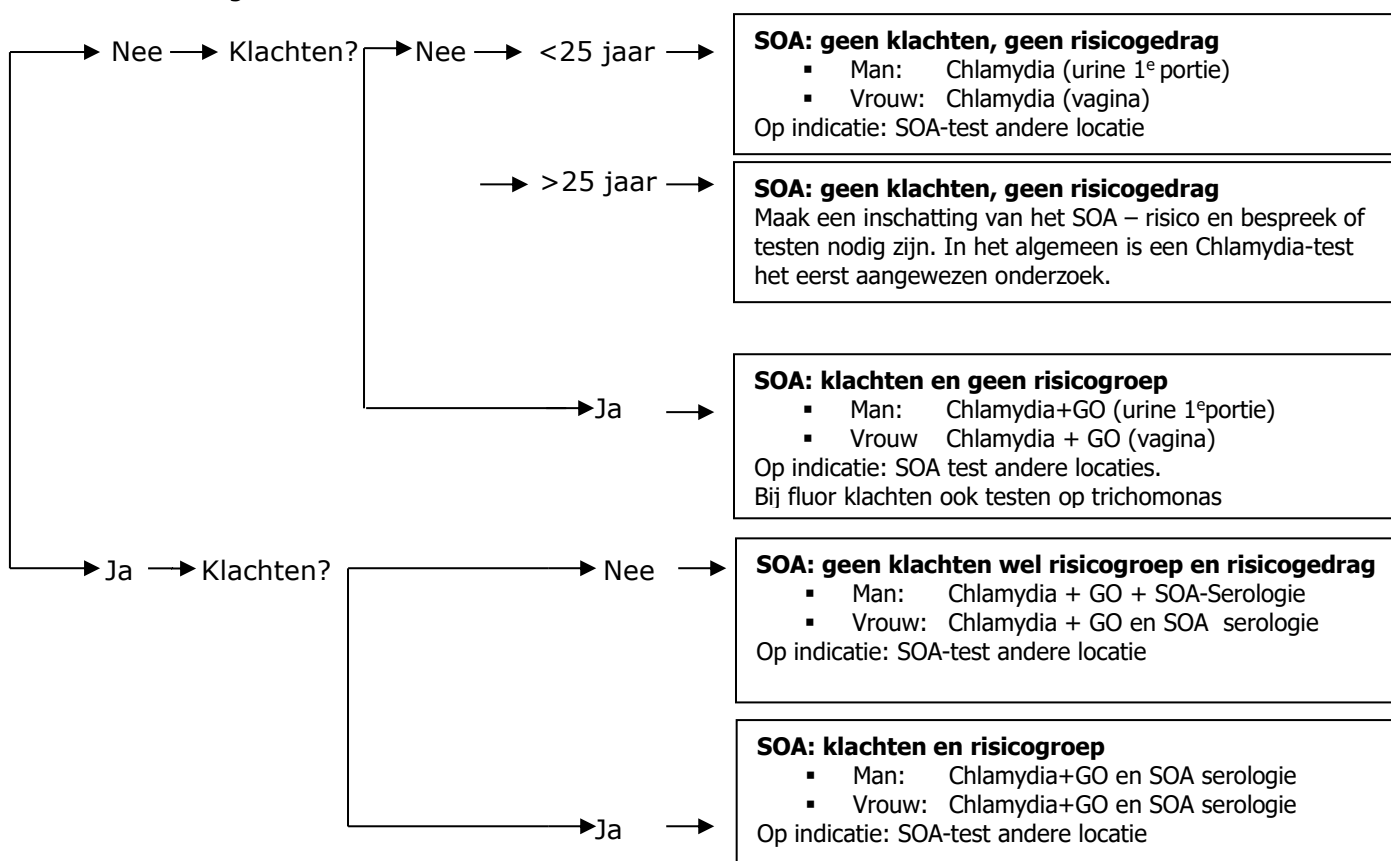 Nee Klachten? Nee <25 jaar
SOA: geen klachten, geen risicogedrag
▪ Man: Chlamydia (urine 1e portie)
▪ Vrouw: Chlamydia (vagina)
Op indicatie: SOA-test andere locatie
>25 jaar
SOA: geen klachten, geen risicogedrag
Maak een inschatting van het SOA – risico en bespreek of
testen nodig zijn. In het algemeen is een Chlamydia-test
het eerst aangewezen onderzoek.
Ja
SOA: klachten en geen risicogroep
▪ Man: Chlamydia+GO (urine 1eportie)
▪ Vrouw Chlamydia + GO (vagina)
Op indicatie: SOA test andere locaties.
Bij fluor klachten ook testen op trichomonas
Ja Klachten? Nee
SOA: geen klachten wel risicogroep en risicogedrag
▪ Man: Chlamydia + GO + SOA-Serologie
▪ Vrouw: Chlamydia + GO en SOA serologie
Op indicatie: SOA-test andere locatie
Ja
SOA: klachten en risicogroep
▪ Man: Chlamydia+GO en SOA serologie
▪ Vrouw: Chlamydia+GO en SOA serologie
Op indicatie: SOA-test andere locatie